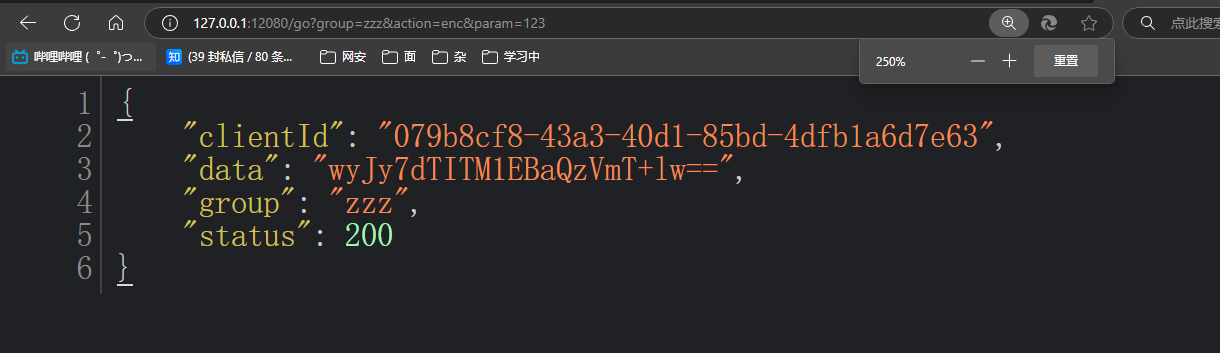 127.0.0.1:12080/go?group=zzz&action=enc&param=123
点此搜索
哔哩哔哩 (゜-゜)つ...
知 (39 封私信 / 80 条...
网安
面
杂
学习中
250%
重置
1 {
2 "clientId": "079b8cf8-43a3-40d1-85bd-4dfb1a6d7e63",
3 "data": "wyJy7dTITM1EBaQzVmT+lw==",
4 "group": "zzz",
5 "status": 200
6 }